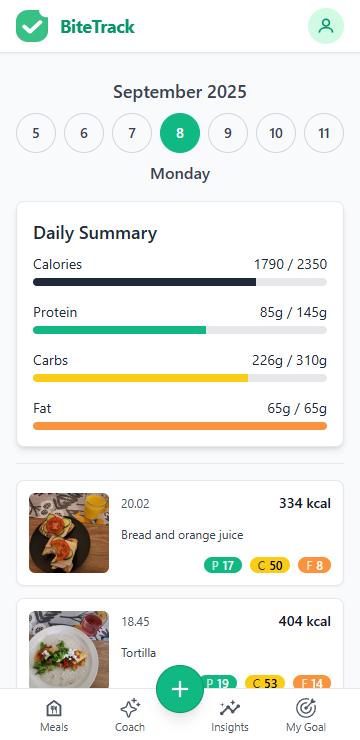 BiteTrack
September 2025
5 6 7 8 9 10 11
Monday
Daily Summary
Calories 1790 / 2350
Protein 85g / 145g
Carbs 226g / 310g
Fat 65g / 65g
20.02 334 kcal
Bread and orange juice
P 17 C 50 F 8
18.45 404 kcal
Tortilla
P 19 C 53 F 14
Meals Coach Insights My Goal